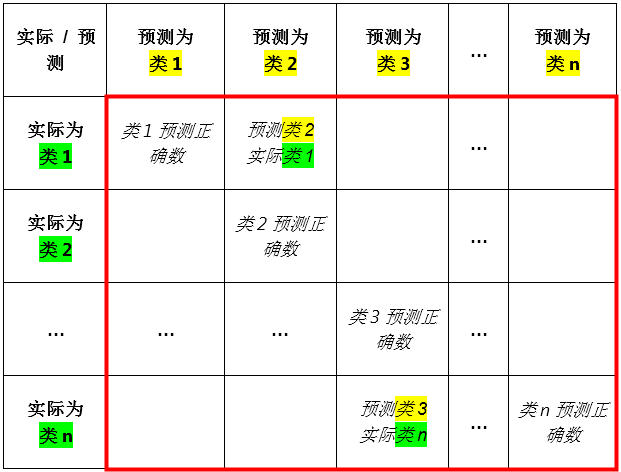 实际 / 预
测
预测为
类1
预测为
类2
预测为
类3
...
预测为
类n
实际为
类1
类1预测正
确数
预测类2
实际类1
...
实际为
类2
类2预测正
确数
...
...
...
...
类3预测正
确数
...
实际为
类n
预测类3
实际类n
...
类n预测正
确数